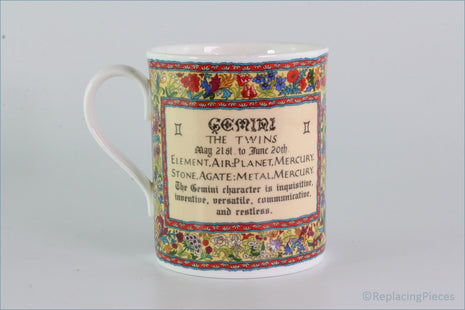 GEMINI
♊ THE TWINS ♊
May 21st. to June 20th.
ELEMENT,AIR:PLANET,MERCURY.
STONE,AGATE:METAL,MERCURY.
The Gemini character is inquisitive,
inventive, versatile, communicative,
and restless.
©ReplacingPieces